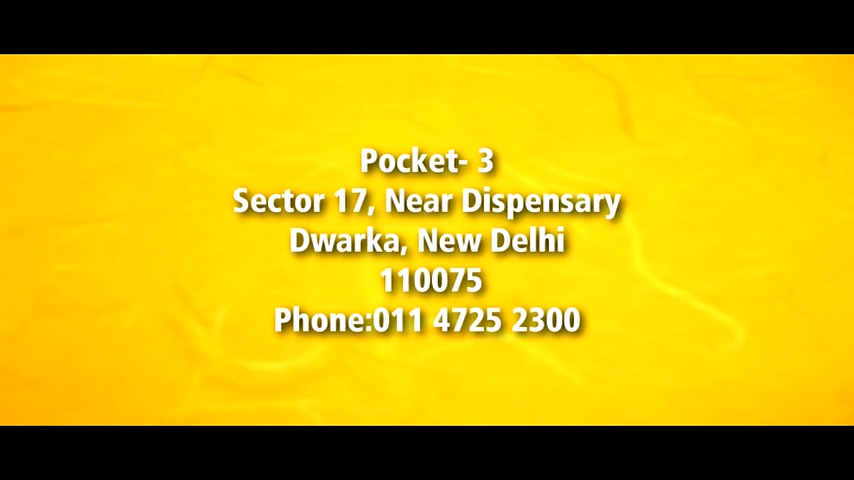 Pocket- 3
Sector 17, Near Dispensary
Dwarka, New Delhi
110075
Phone:011 4725 2300